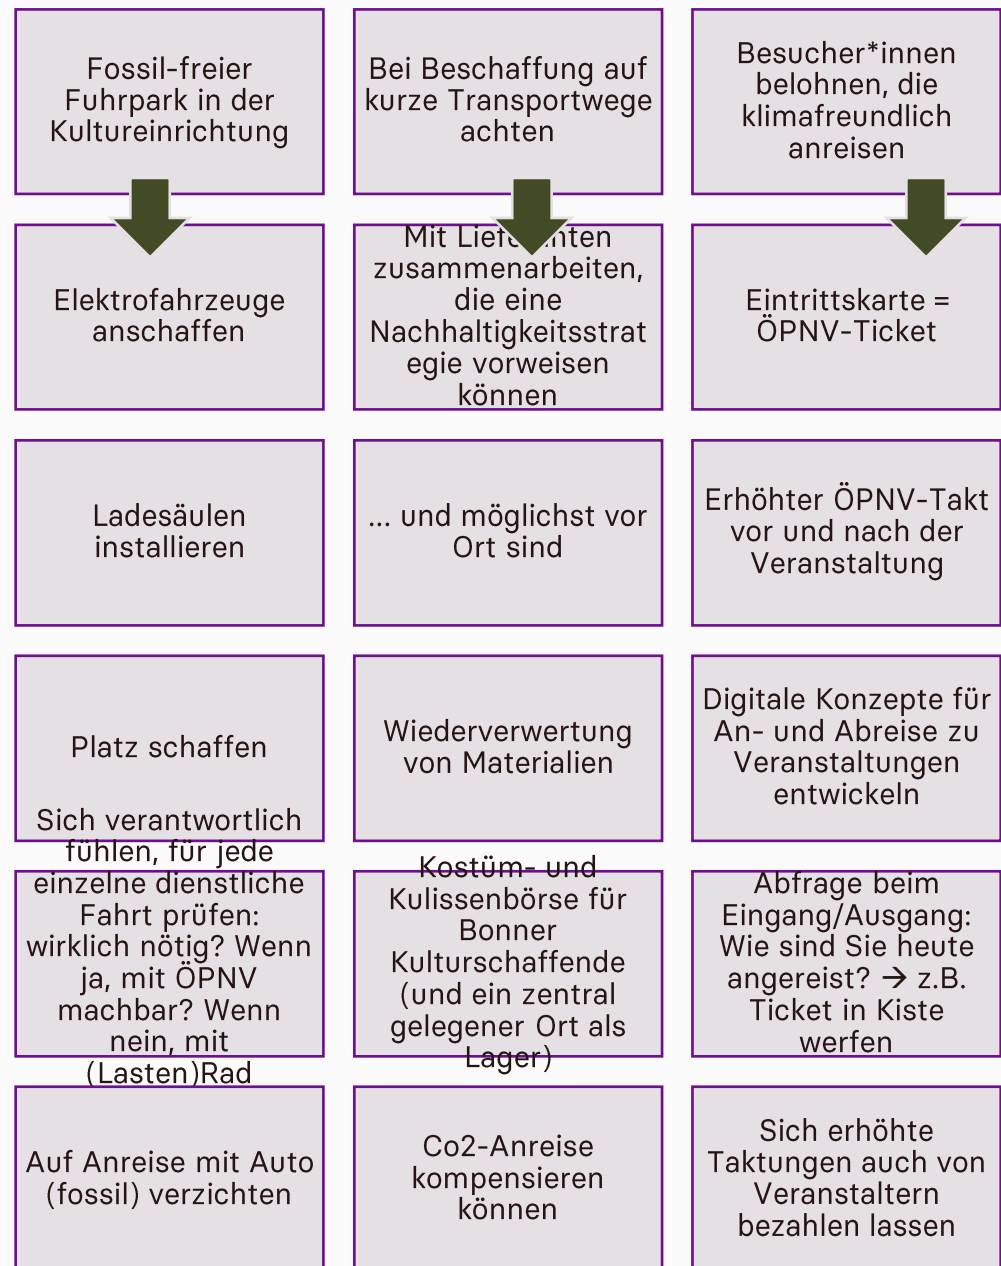 Fossil-freier
Fuhrpark in der
Kultureinrichtung
Bei Beschaffung auf
kurze Transportwege
achten
Besucher*innen
belohnen, die
klimafreundlich
anreisen
Elektrofahrzeuge
anschaffen
Mit
zusammenarbeiten,
die eine
Nachhaltigkeitsstrat
egie vorweisen
können
Eintrittskarte =
ÖPNV-Ticket
Ladesäulen
installieren
... und möglichst vor
Ort sind
Erhöhter ÖPNV-Takt
vor und nach der
Veranstaltung
Platz schaffen
Wiederverwertung
von Materialien
Digitale Konzepte für
An- und Abreise zu
Veranstaltungen
entwickeln
Sich verantwortlich
fühlen, für jede
einzelne dienstliche
Fahrt prüfen:
wirklich nötig? Wenn
ja, mit ÖPNV
machbar? Wenn
nein, mit
(Lasten)Rad
Kostüm- und
Kulissenbörse für
Bonner
Kulturschaffende
(und ein zentral
gelegener Ort als
Lager)
Abfrage beim
Eingang/Ausgang:
Wie sind Sie heute
angereist? → z.B.
Ticket in Kiste
werfen
Auf Anreise mit Auto
(fossil) verzichten
Co2-Anreise
kompensieren
können
Sich erhöhte
Taktungen auch von
Veranstaltern
bezahlen lassen